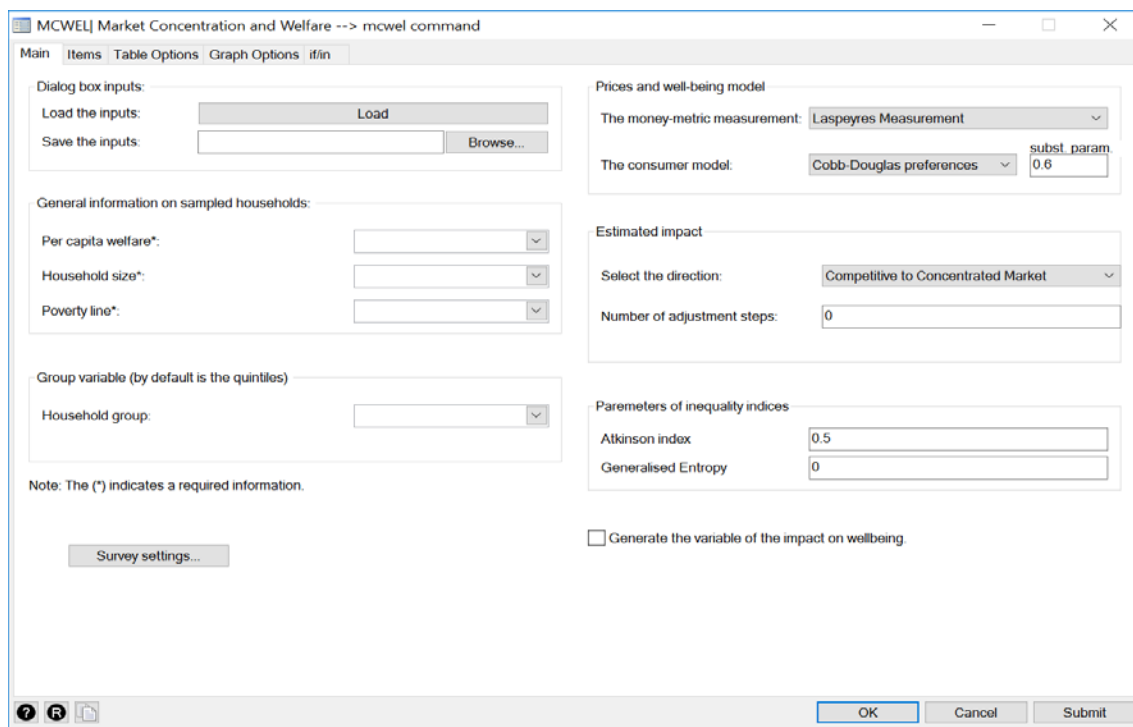 MCWEL| Market Concentration and Welfare --> mcwel command
Main Items Table Options Graph Options if/in
Dialog box inputs:
Load the inputs: Load
Save the inputs: Browse...
General information on sampled households:
Per capita welfare*:
Household size*:
Poverty line*:
Group variable (by default is the quintiles)
Household group:
Note: The (*) indicates a required information.
Survey settings...
Prices and well-being model
The money-metric measurement: Laspeyres Measurement
subst. param.
The consumer model: Cobb-Douglas preferences 0.6
Estimated impact
Select the direction: Competitive to Concentrated Market
Number of adjustment steps: 0
Paremeters of inequality indices
Atkinson index 0.5
Generalised Entropy 0
Generate the variable of the impact on wellbeing.
? R
OK Cancel Submit